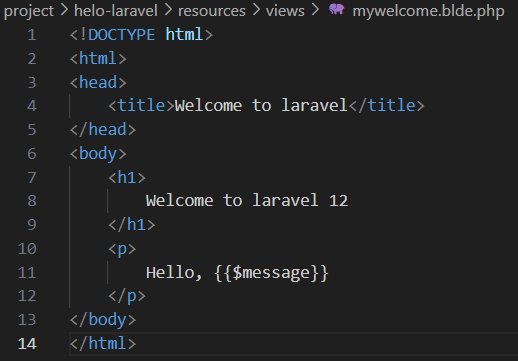 project > helo-laravel > resources > views > mywelcome.blde.php
1 <!DOCTYPE html>
2 <html>
3 <head>
4     <title>Welcome to laravel</title>
5 </head>
6 <body>
7     <h1>
8         Welcome to laravel 12
9     </h1>
10     <p>
11         Hello, {{$message}}
12     </p>
13 </body>
14 </html>